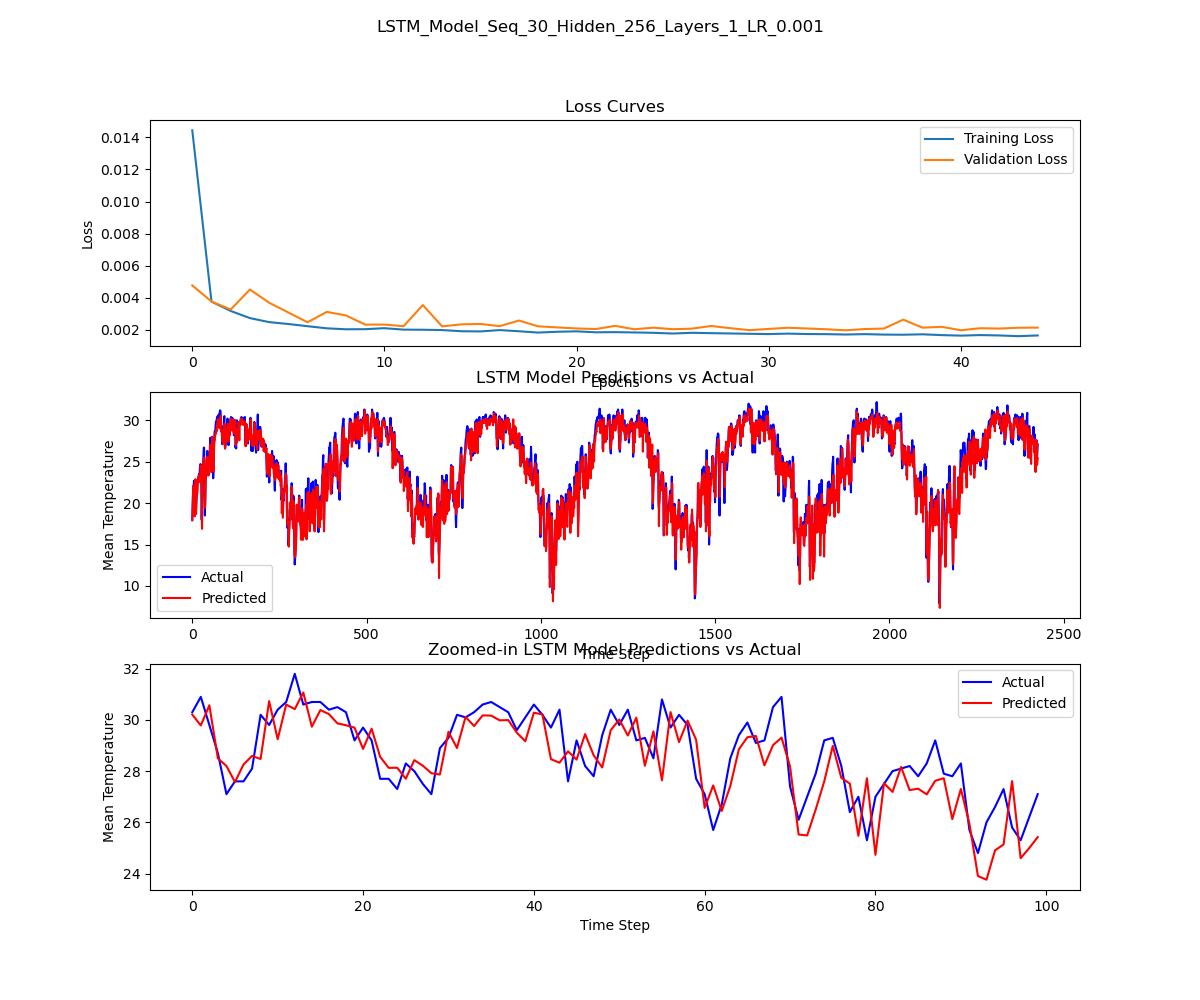 LSTM_Model_Seq_30_Hidden_256_Layers_1_LR_0.001
Loss Curves
Loss
0.014
0.012
0.010
0.008
0.006
0.004
0.002
Training Loss
Validation Loss
0 10 20 30 40
Epochs
LSTM Model Predictions vs Actual
Mean Temperature
30
25
20
15
10
Actual
Predicted
0 500 1000 1500 2000 2500
Time Step
Zoomed-in LSTM Model Predictions vs Actual
Mean Temperature
32
30
28
26
24
Actual
Predicted
0 20 40 60 80 100
Time Step